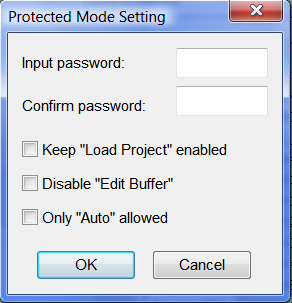 Protected Mode Setting
Input password:
Confirm password:
Keep "Load Project" enabled
Disable "Edit Buffer"
Only "Auto" allowed
OK
Cancel